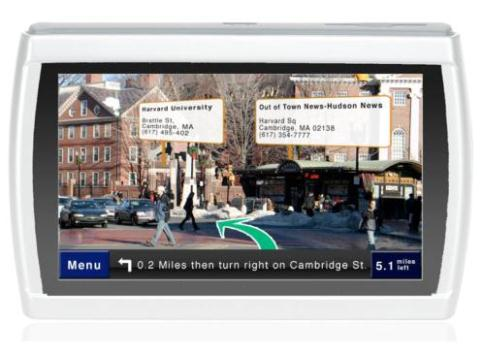 Harvard University
Brattle St,
Cambridge, MA
(617) 495-402
Out of Town News-Hudson News
Harvard Sq
Cambridge, MA 02138
(617) 354-7777
Menu
0.2 Miles then turn right on Cambridge St.
5.1 miles left